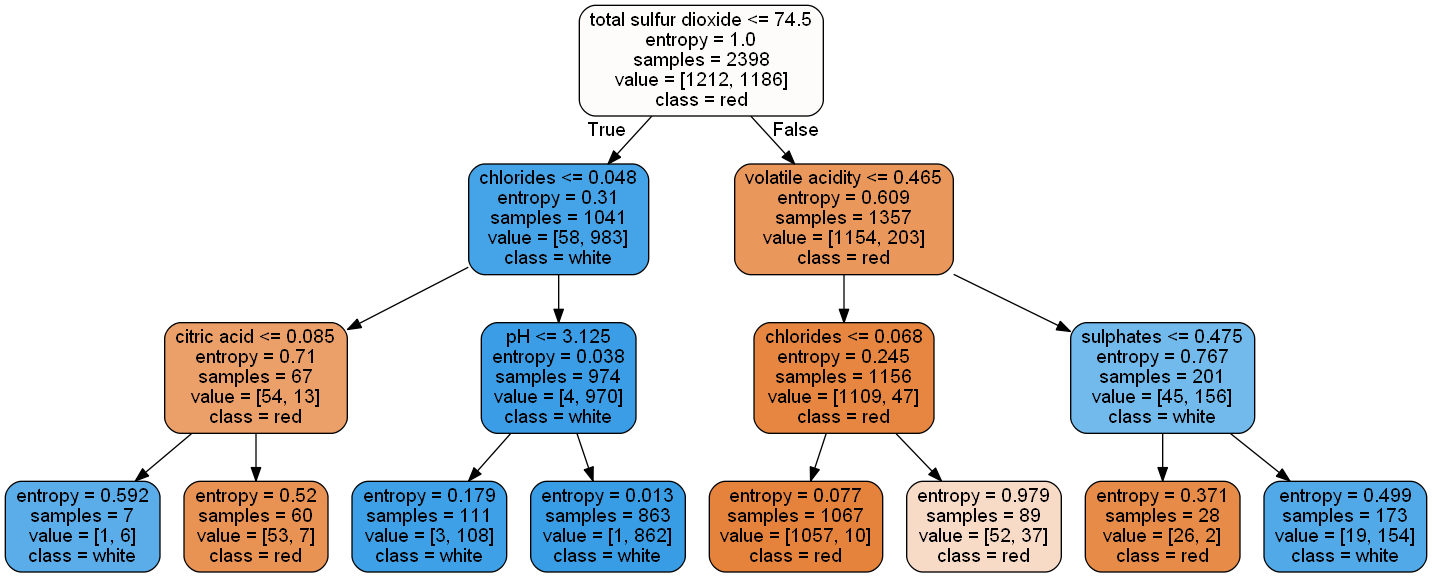 total sulfur dioxide <= 74.5
entropy = 1.0
samples = 2398
value = [1212, 1186]
class = red
True
False
chlorides <= 0.048
entropy = 0.31
samples = 1041
value = [58, 983]
class = white
volatile acidity <= 0.465
entropy = 0.609
samples = 1357
value = [1154, 203]
class = red
citric acid <= 0.085
entropy = 0.71
samples = 67
value = [54, 13]
class = red
pH <= 3.125
entropy = 0.038
samples = 974
value = [4, 970]
class = white
chlorides <= 0.068
entropy = 0.245
samples = 1156
value = [1109, 47]
class = red
sulphates <= 0.475
entropy = 0.767
samples = 201
value = [45, 156]
class = white
entropy = 0.592
samples = 7
value = [1, 6]
class = white
entropy = 0.52
samples = 60
value = [53, 7]
class = red
entropy = 0.179
samples = 111
value = [3, 108]
class = white
entropy = 0.013
samples = 863
value = [1, 862]
class = white
entropy = 0.077
samples = 1067
value = [1057, 10]
class = red
entropy = 0.979
samples = 89
value = [52, 37]
class = red
entropy = 0.371
samples = 28
value = [26, 2]
class = red
entropy = 0.499
samples = 173
value = [19, 154]
class = white